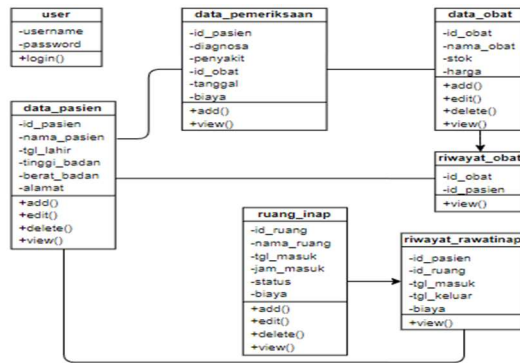 user
-username
-password
+login()
data_pemeriksaan
-id_pasien
-diagnosa
-penyakit
-id_obat
-tanggal
-biaya
+add()
+view()
data_obat
-id_obat
-nama_obat
-stok
-harga
+add()
+edit()
+delete()
+view()
data_pasien
-id_pasien
-nama_pasien
-tgl_lahir
-tinggi_badan
-berat_badan
-alamat
+add()
+edit()
+delete()
+view()
riwayat_obat
-id_obat
-id_pasien
+view()
ruang_inap
-id_ruang
-nama_ruang
-tgl_masuk
-jam_masuk
-status
-biaya
+add()
+edit()
+delete()
+view()
riwayat_rawatinap
-id_pasien
-id_ruang
-tgl_masuk
-tgl_keluar
-biaya
+view()